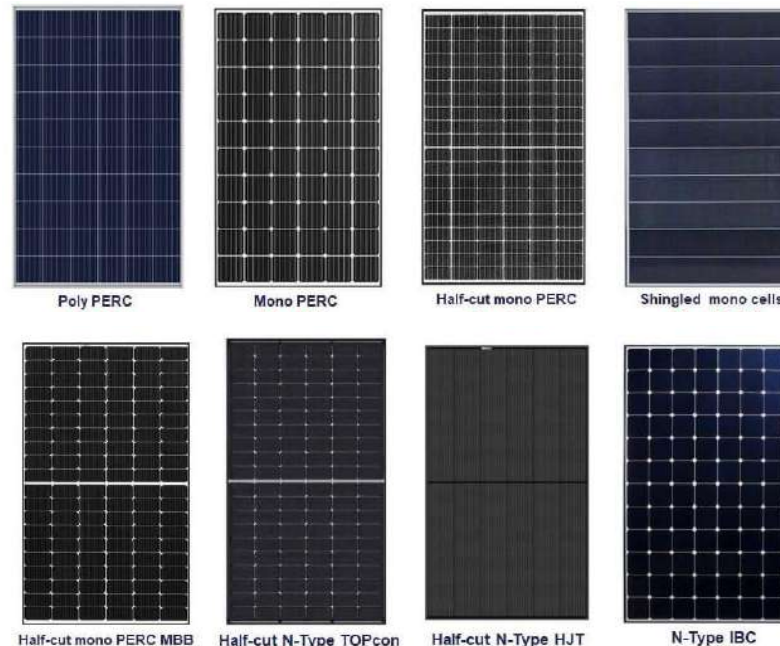 Poly PERC
Mono PERC
Half-cut mono PERC
Shingled mono cells
Half-cut mono PERC MBB
Half-cut N-Type TOPcon
Half-cut N-Type HJT
N-Type IBC